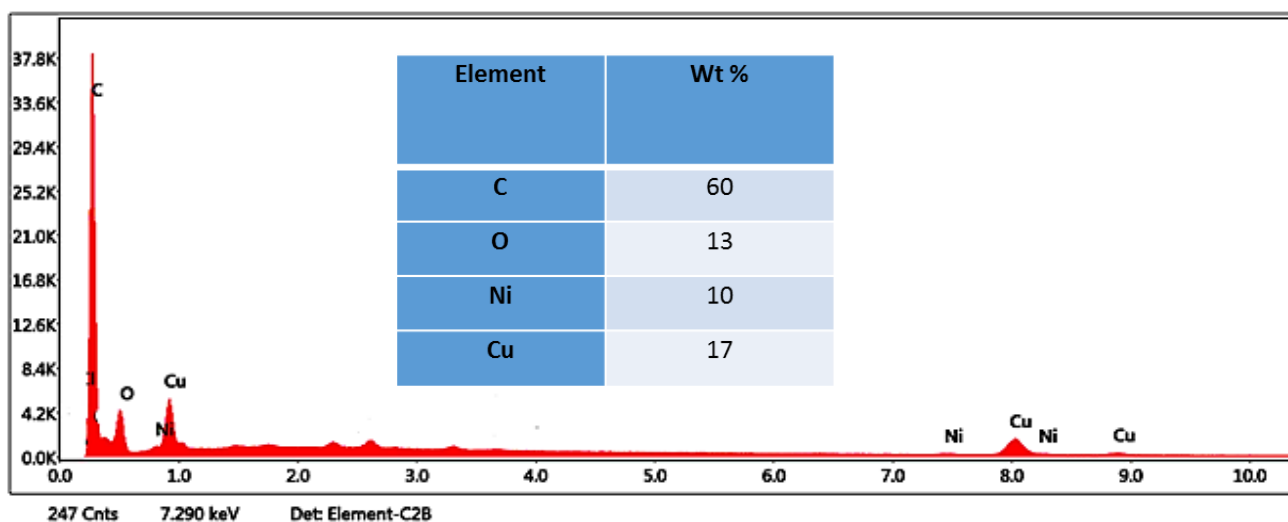 37.8K
33.6K
29.4K
25.2K
21.0K
16.8K
12.6K
8.4K
4.2K
0.0K
C
O
Ni
Cu
Element Wt %
C 60
O 13
Ni 10
Cu 17
Ni
Cu
Ni
Cu
0.0 1.0 2.0 3.0 4.0 5.0 6.0 7.0 8.0 9.0 10.0
247 Cnts 7.290 keV Det: Element-C2B